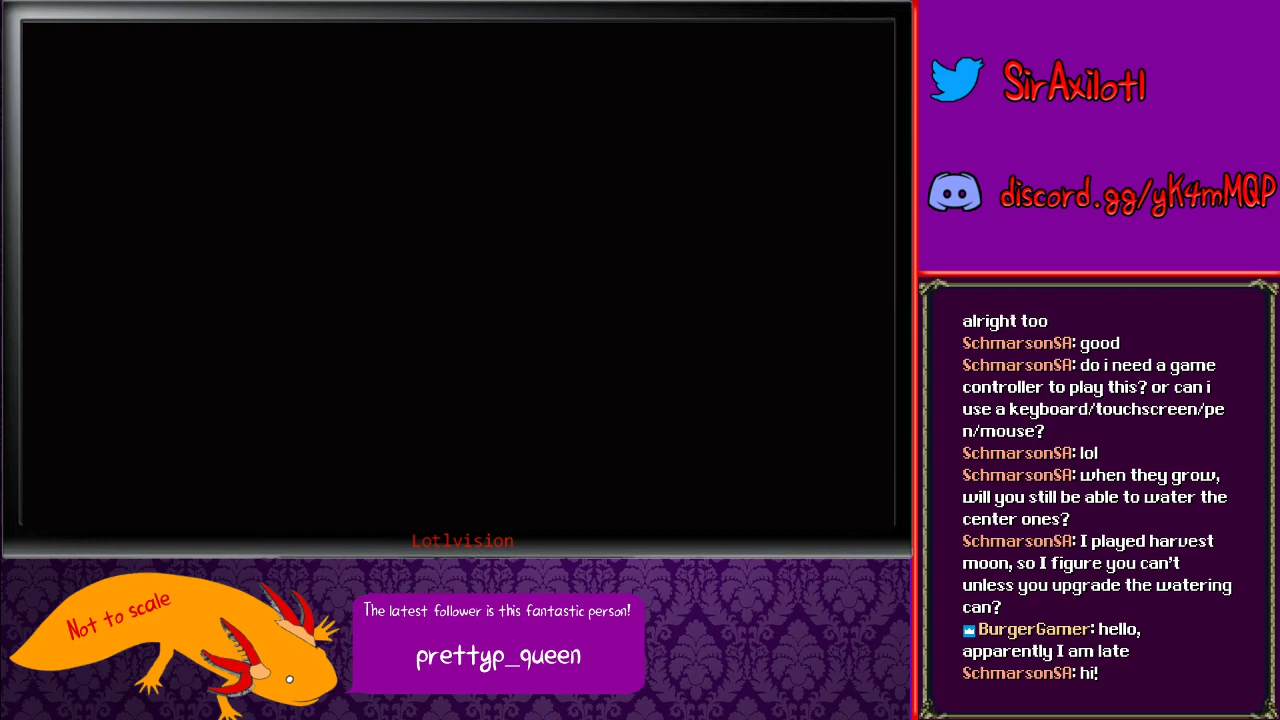 SirAxilotl
discord.gg/yK4mMQP
alright too
SchmarsonSA: good
SchmarsonSA: do i need a game
controller to play this? or can i
use a keyboard/touchscreen/pe
n/mouse?
SchmarsonSA: lol
SchmarsonSA: when they grow,
will you still be able to water the
center ones?
SchmarsonSA: I played harvest
moon, so I figure you can't
unless you upgrade the watering
can?
BurgerGamer: hello,
apparently I am late
SchmarsonSA: hi!
Lotlvision
Not to scale
The latest follower is this fantastic person!
prettyp_queen